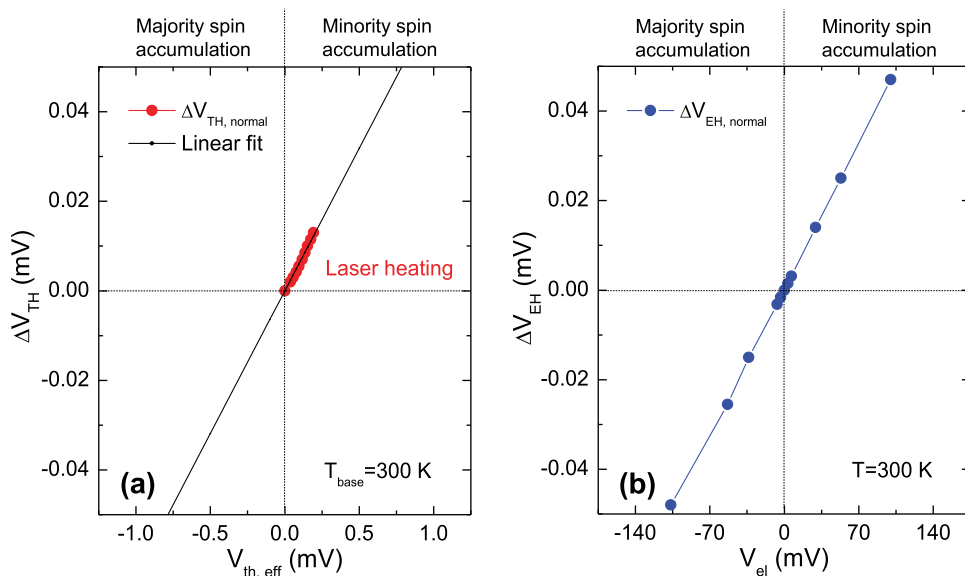 Majority spin accumulation
Minority spin accumulation
ΔV_TH, normal
Linear fit
Laser heating
0.04
0.02
0.00
-0.02
-0.04
ΔV_TH (mV)
(a)
T_base=300 K
-1.0 -0.5 0.0 0.5 1.0
V_th, eff (mV)
Majority spin accumulation
Minority spin accumulation
ΔV_EH, normal
0.04
0.02
0.00
-0.02
-0.04
ΔV_EH (mV)
(b)
T=300 K
-140 -70 0 70 140
V_el (mV)